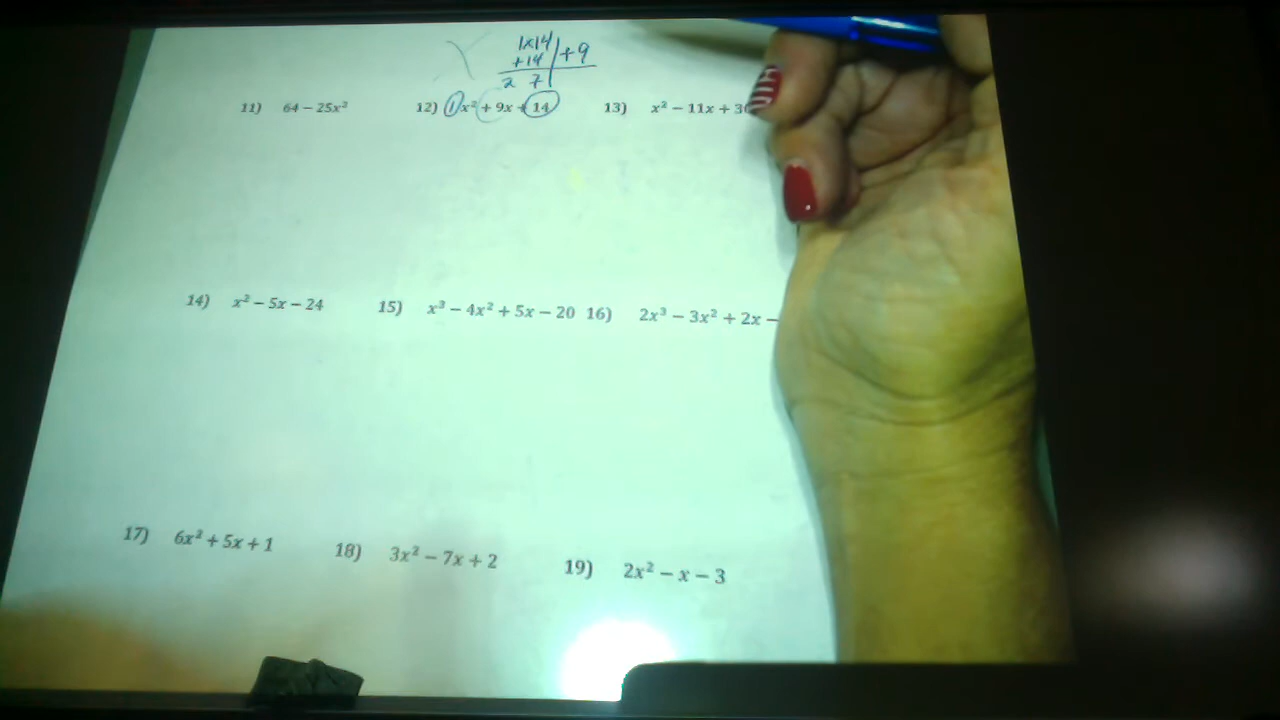 1x14 | +9
+14
2 7
11) 64 − 25x² 12) 1x² + 9x + 14 13) x² − 11x + 3
14) x² − 5x − 24 15) x³ − 4x² + 5x − 20 16) 2x³ − 3x² + 2x −
17) 6x² + 5x + 1 18) 3x² − 7x + 2 19) 2x² − x − 3